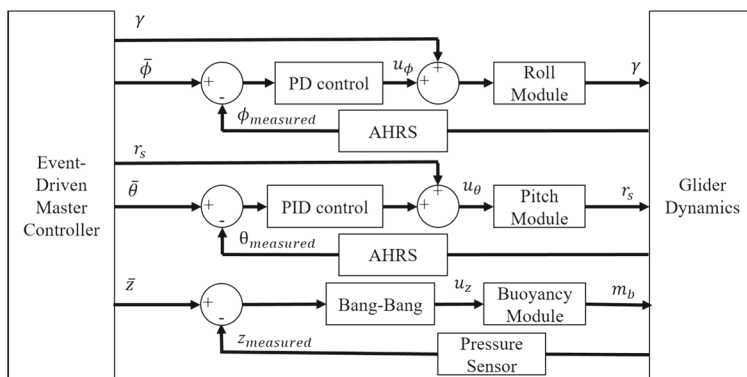 γ
ϕ̄
+
-
PD control
u_ϕ
+
+
Roll
Module
γ
ϕ_measured
AHRS
Event-
Driven
Master
Controller
Glider
Dynamics
r_s
θ̄
+
-
PID control
+
+
u_θ
Pitch
Module
r_s
θ_measured
AHRS
z̄
+
-
Bang-Bang
u_z
Buoyancy
Module
m_b
z_measured
Pressure
Sensor